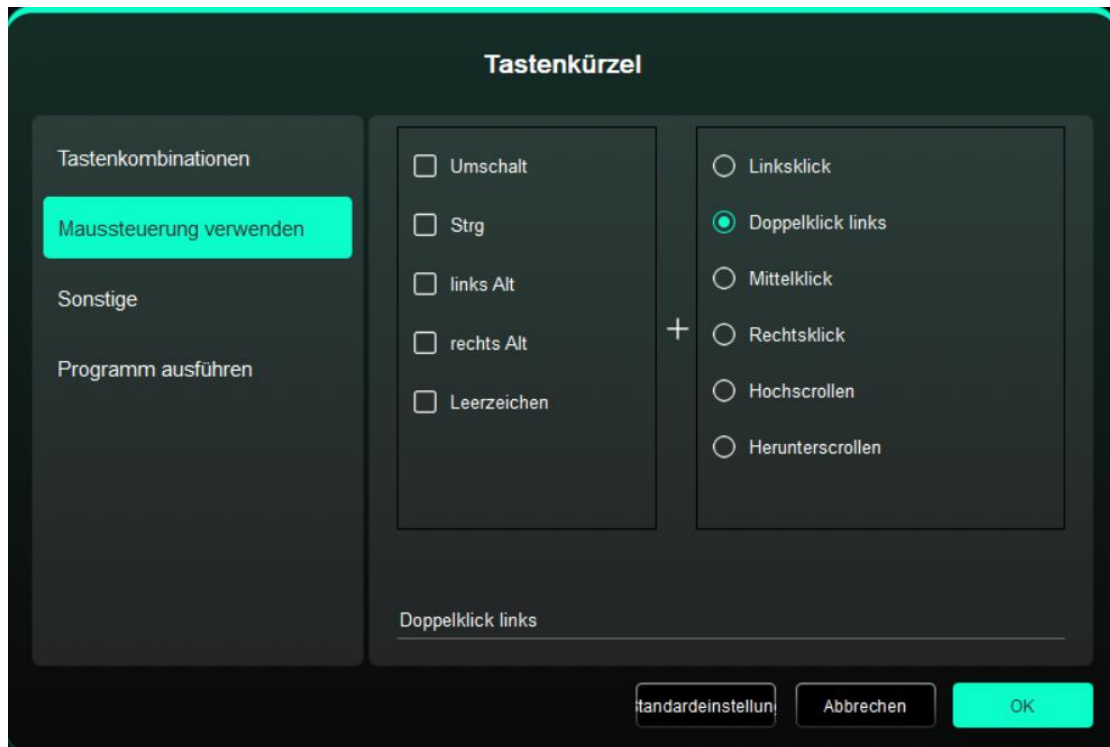 Tastenkürzel
Tastenkombinationen
Maussteuerung verwenden
Sonstige
Programm ausführen
Umschalt
Strg
links Alt
rechts Alt
Leerzeichen
+
Linksklick
Doppelklick links
Mittelklick
Rechtsklick
Hochscrollen
Herunterscrollen
Doppelklick links
tandardeinstellun
Abbrechen
OK